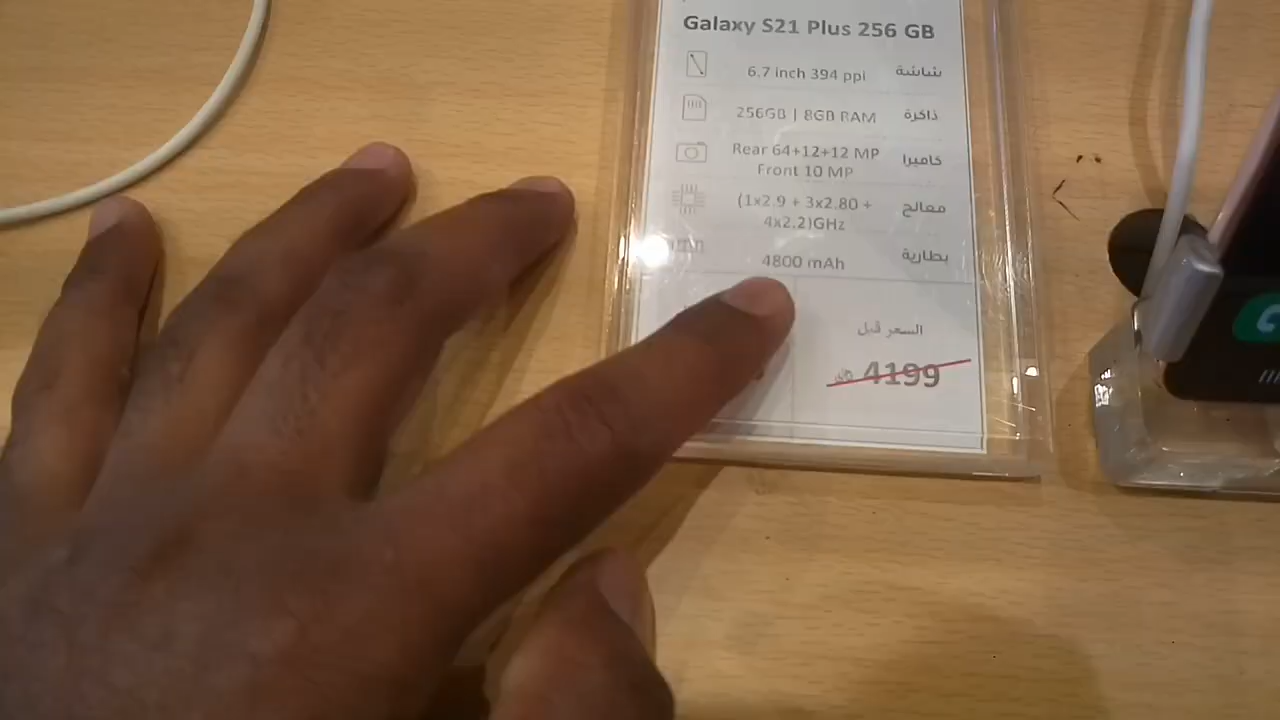 Galaxy S21 Plus 256 GB
6.7 inch 394 ppi شاشة
256GB | 8GB RAM ذاكرة
Rear 64+12+12 MP كاميرا
Front 10 MP
(1x2.9 + 3x2.80 + معالج
4x2.2)GHz
4800 mAh بطارية
السعر قبل
4199